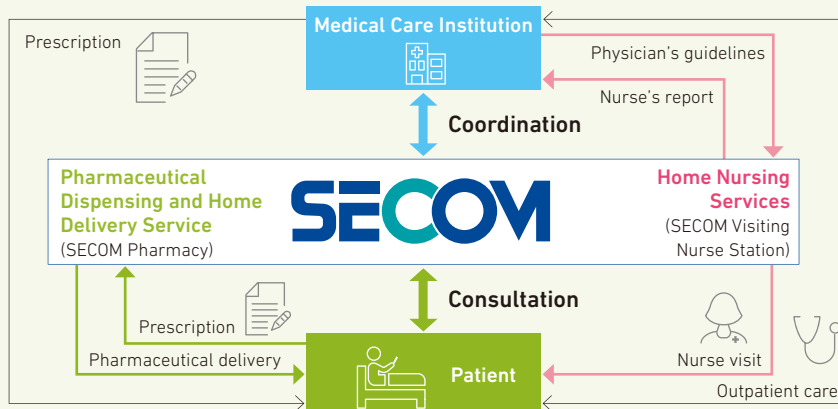 Medical Care Institution
Prescription
Physician's guidelines
Nurse's report
Coordination
Pharmaceutical
Dispensing and Home
Delivery Service
(SECOM Pharmacy)
SECOM
Home Nursing
Services
(SECOM Visiting
Nurse Station)
Consultation
Prescription
Pharmaceutical delivery
Patient
Nurse visit
Outpatient care